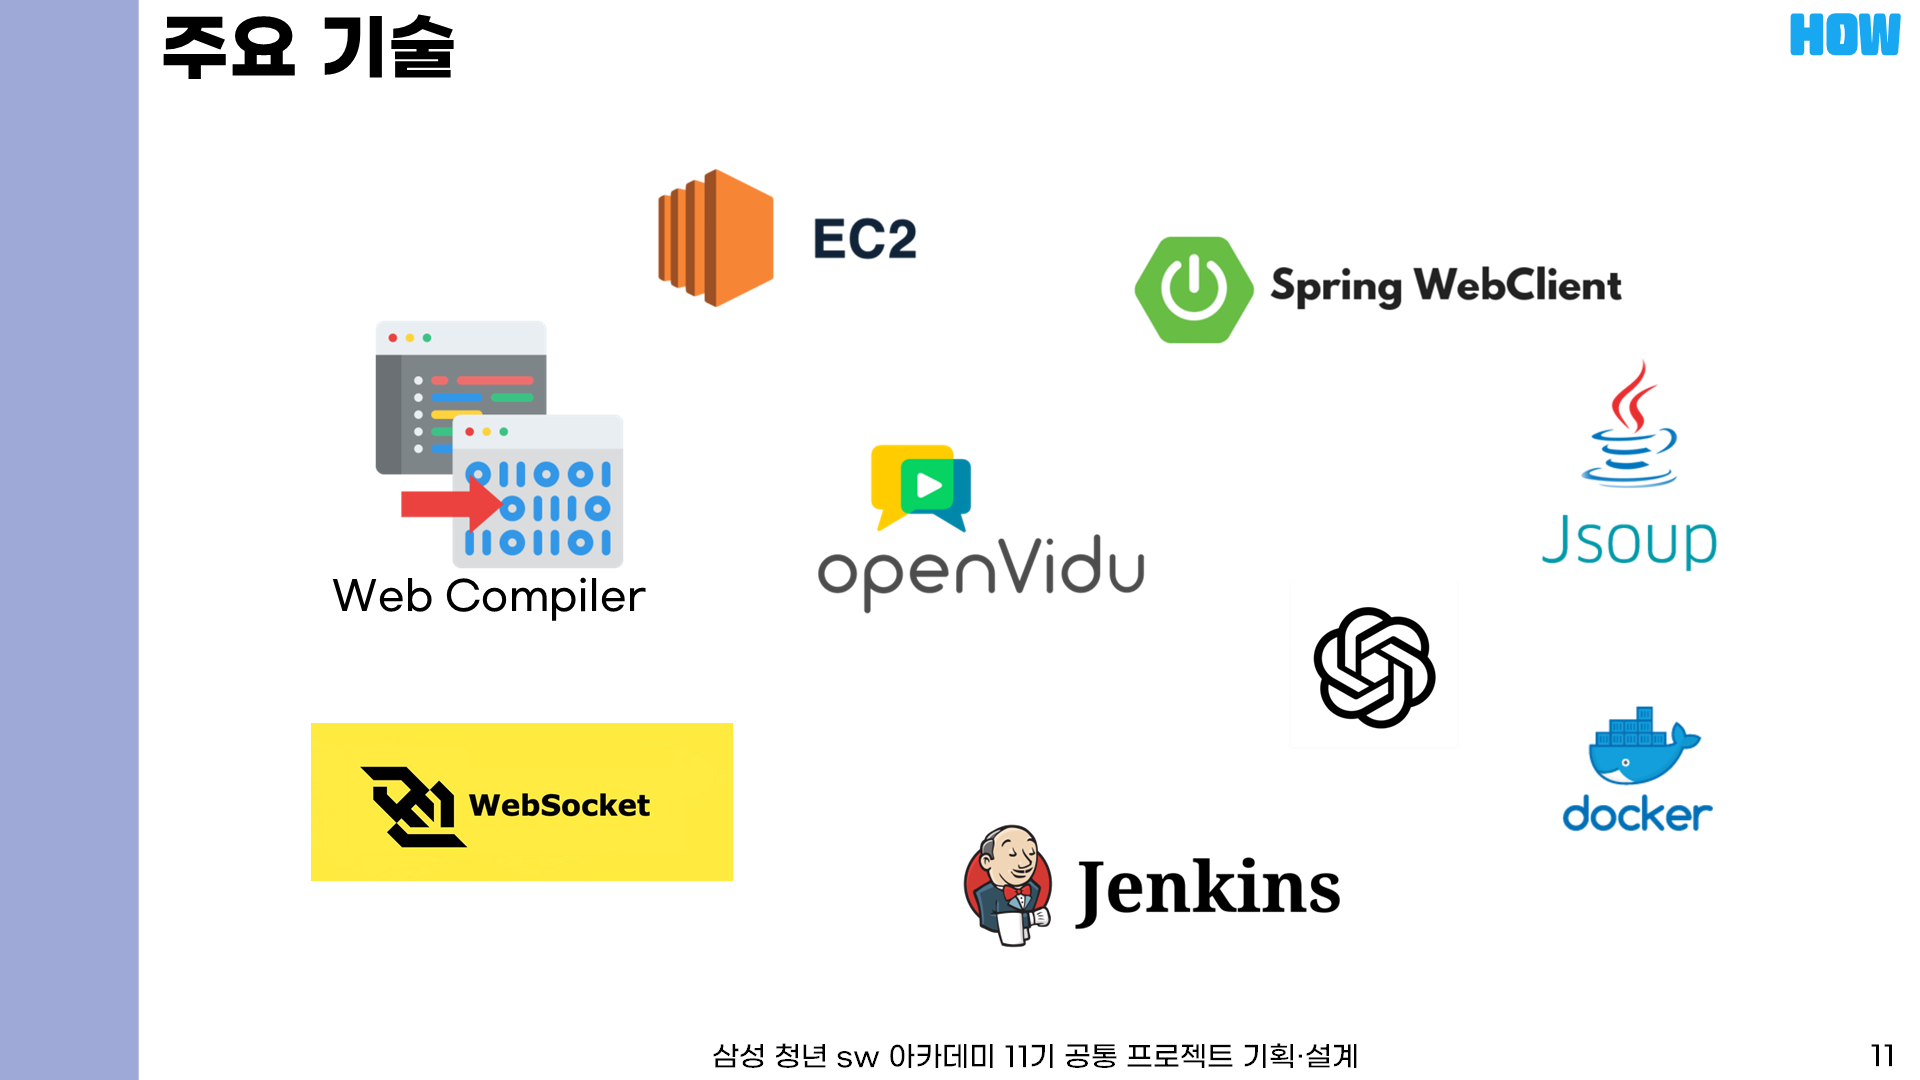 주요 기술
HOW
EC2
Spring WebClient
Web Compiler
openVidu
Jsoup
WebSocket
docker
Jenkins
삼성 청년 sw 아카데미 11기 공통 프로젝트 기획·설계
11